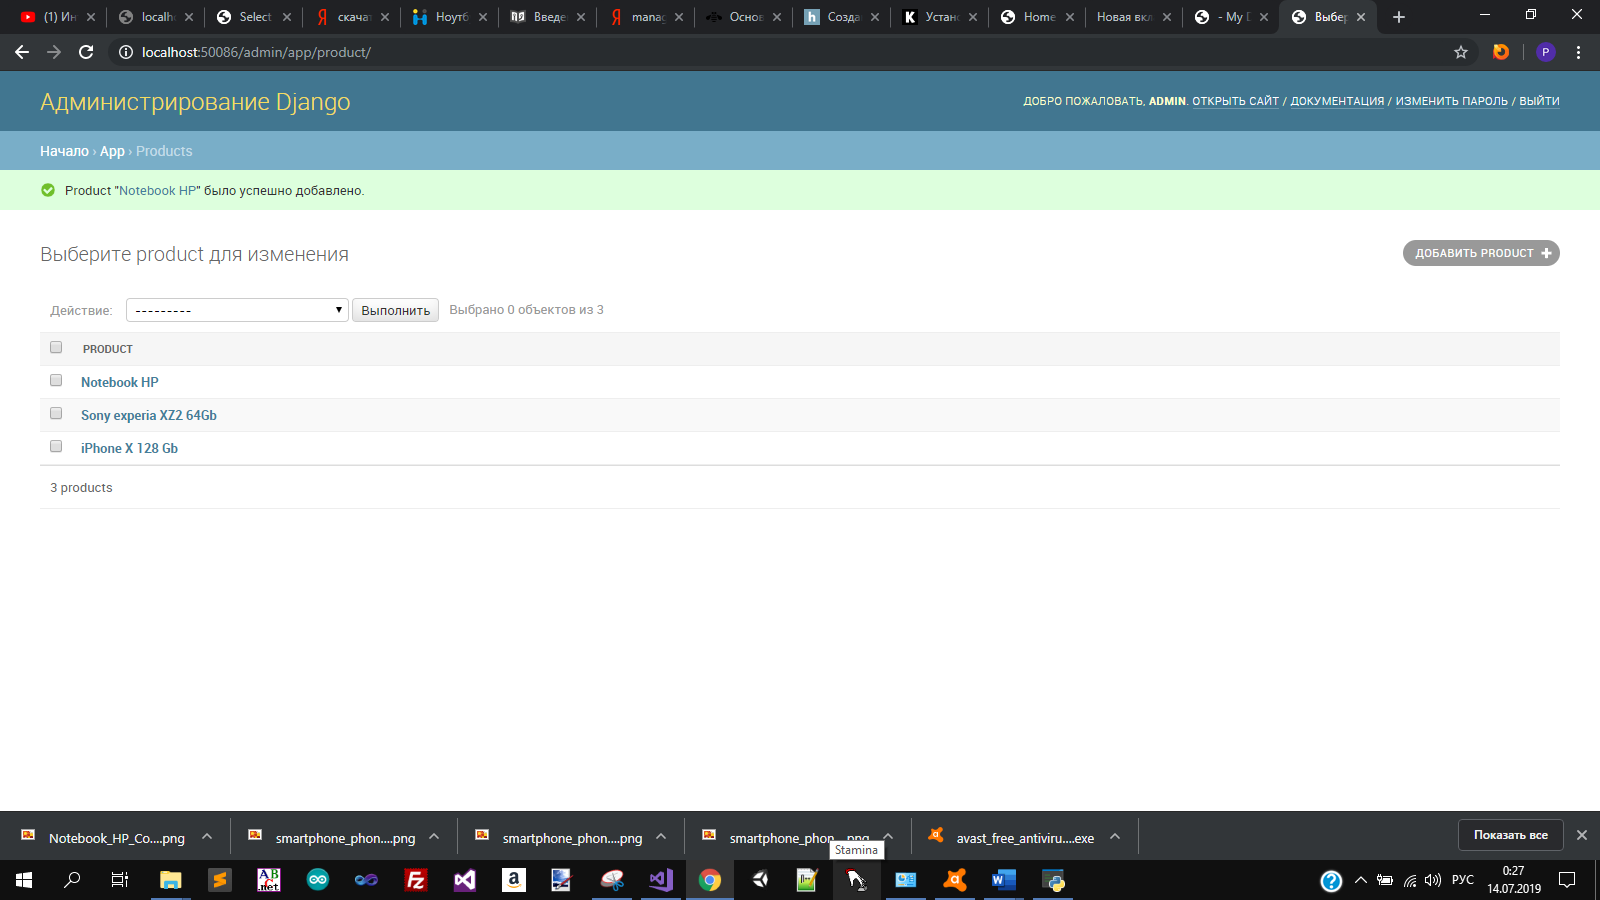 (1) Ин
localho
Select
скачат
Ноутб
Введе
manag
Основ
Созда
Устано
Home
Новая вкл
- My D
Выбер
localhost:50086/admin/app/product/
P
Администрирование Django
ДОБРО ПОЖАЛОВАТЬ, ADMIN. ОТКРЫТЬ САЙТ / ДОКУМЕНТАЦИЯ / ИЗМЕНИТЬ ПАРОЛЬ / ВЫЙТИ
Начало › App › Products
Product "Notebook HP" было успешно добавлено.
Выберите product для изменения
ДОБАВИТЬ PRODUCT
Действие:
---------
Выполнить
Выбрано 0 объектов из 3
PRODUCT
Notebook HP
Sony experia XZ2 64Gb
iPhone X 128 Gb
3 products
Notebook_HP_Co....png
smartphone_phon....png
smartphone_phon....png
smartphone_phon....png
avast_free_antiviru....exe
Показать все
Stamina
РУС
0:27
14.07.2019